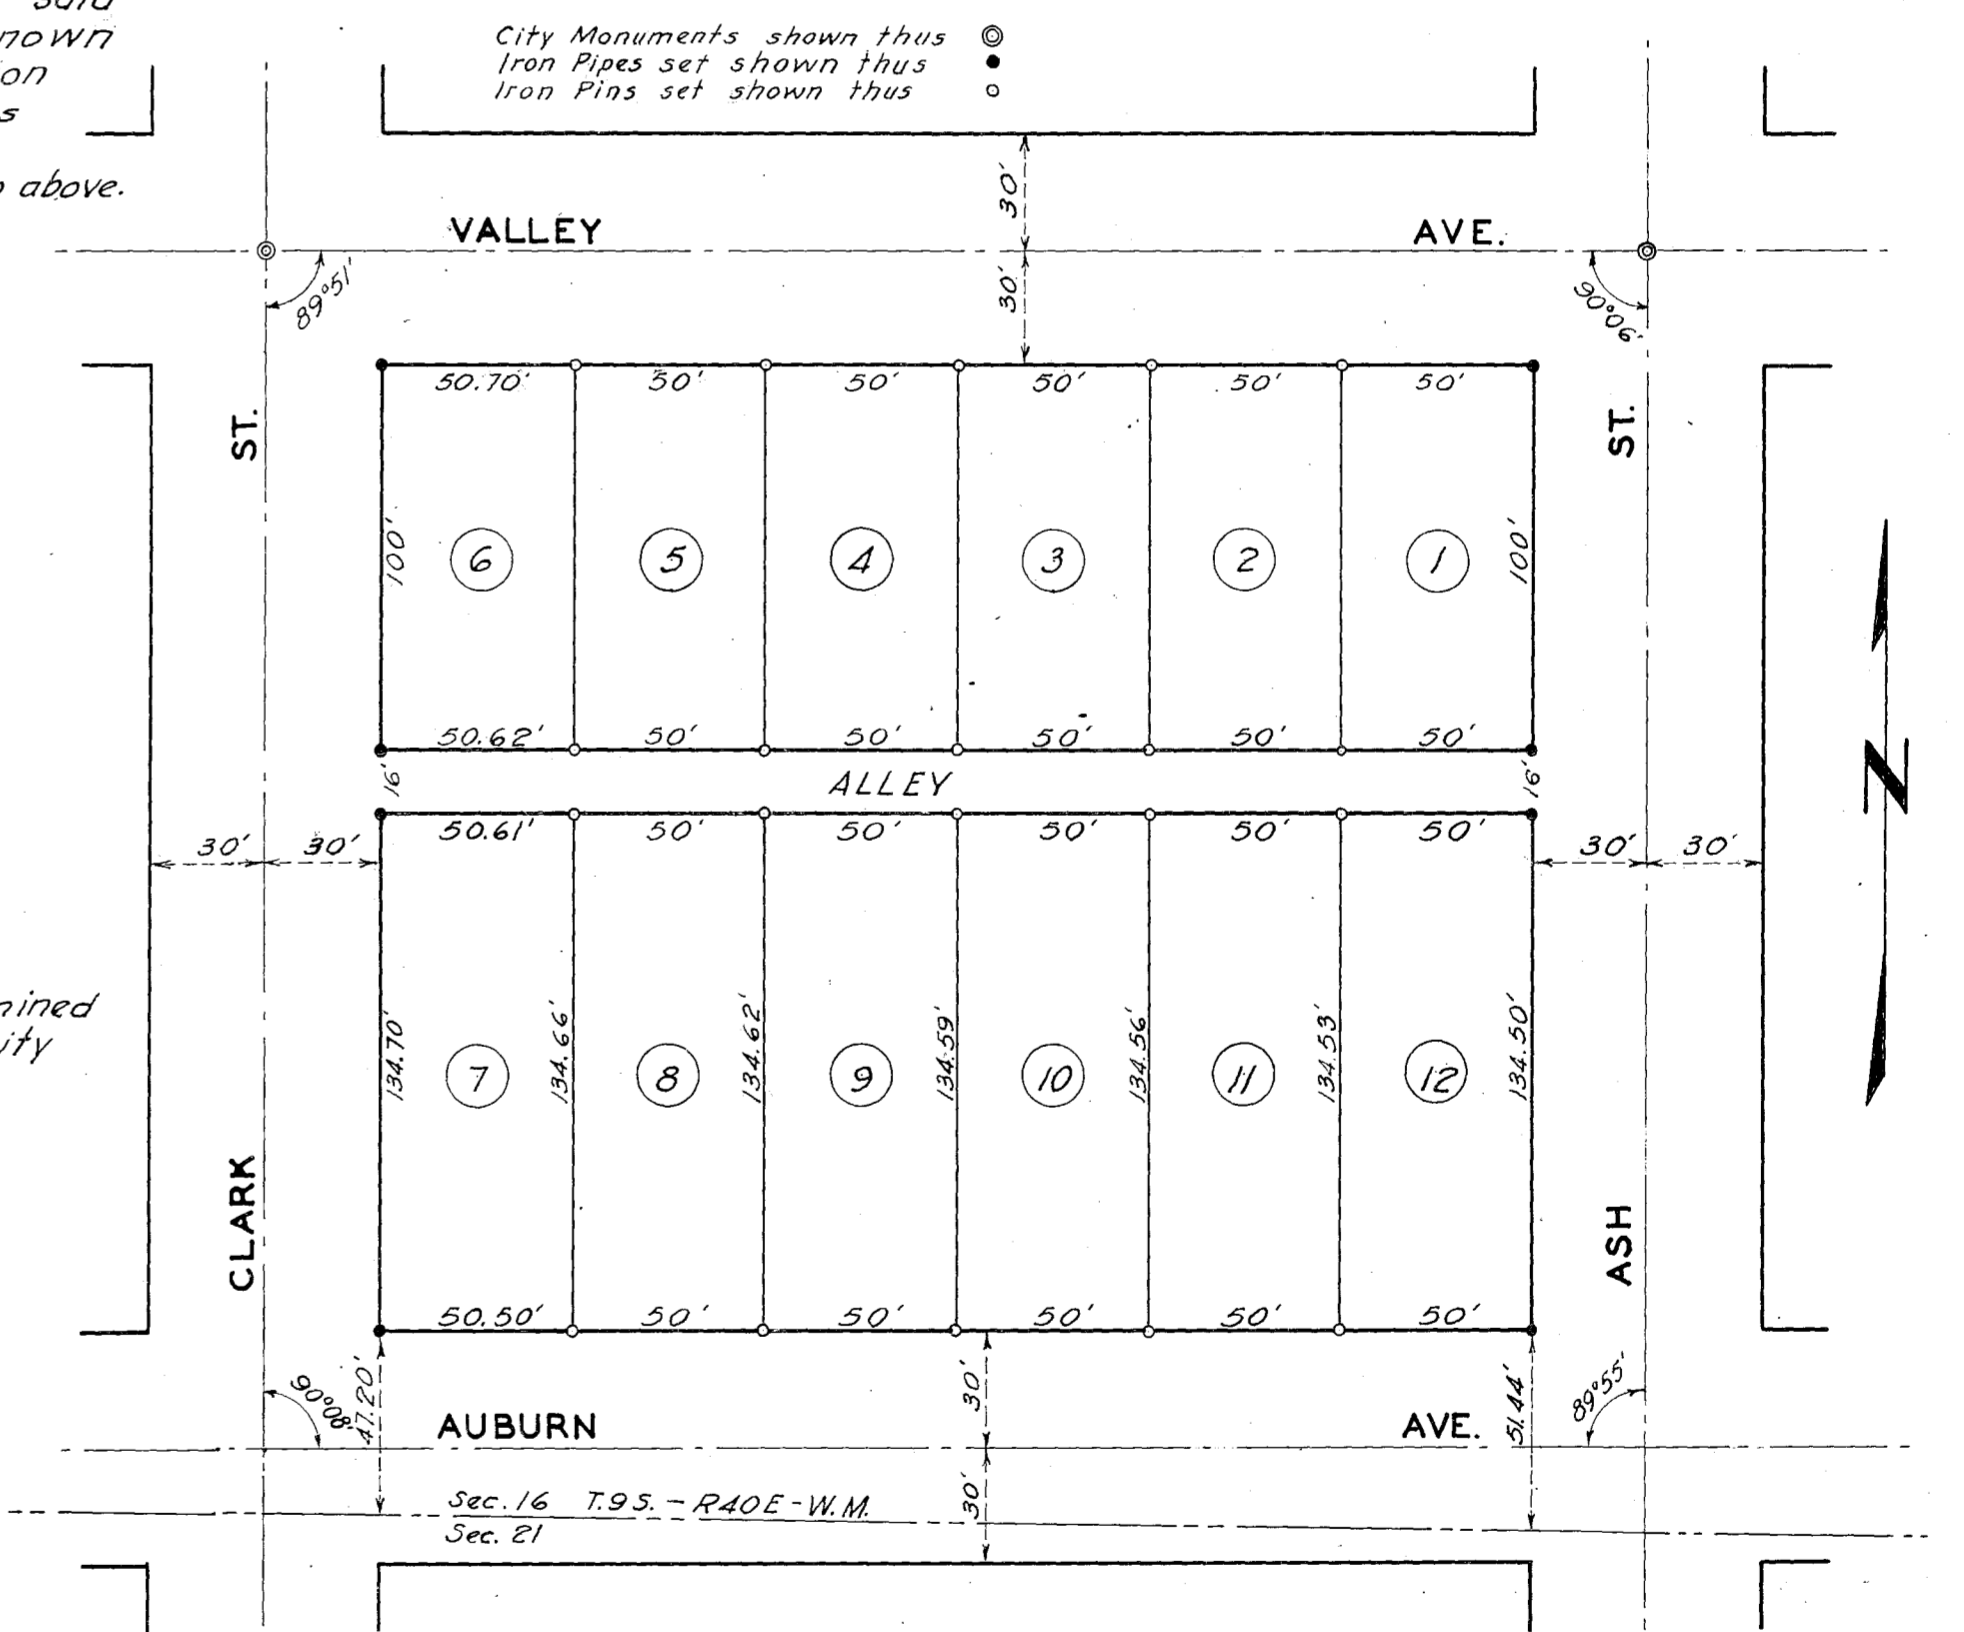 said
nown
on
s
above.
City Monuments shown thus
Iron Pipes set shown thus
Iron Pins set shown thus
30'
VALLEY AVE.
30'
89°51'
90°06'
50.70' 50' 50' 50' 50' 50'
ST.
ST.
100'
6 5 4 3 2 1
100'
50.62' 50' 50' 50' 50' 50'
16'
ALLEY
16'
50.61' 50' 50' 50' 50' 50'
30' 30'
30' 30'
N
nined
ity
134.70' 134.66' 134.62' 134.59' 134.56' 134.53' 134.50'
7 8 9 10 11 12
CLARK
ASH
50.50' 50' 50' 50' 50' 50'
90°08'
47.20'
30'
51.44'
89°55'
AUBURN AVE.
Sec. 16 T.9S. - R40E - W.M.
30'
Sec. 21